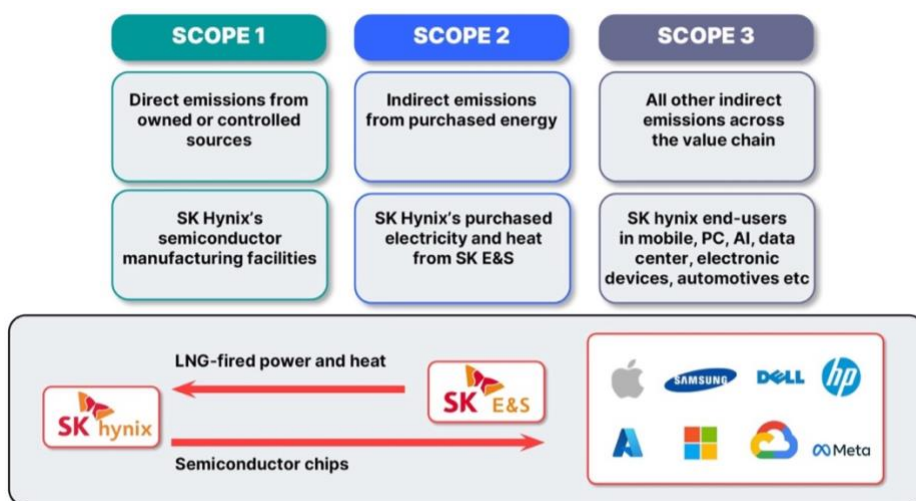 SCOPE 1
SCOPE 2
SCOPE 3
Direct emissions from
owned or controlled
sources
Indirect emissions
from purchased energy
All other indirect
emissions across
the value chain
SK Hynix's
semiconductor
manufacturing facilities
SK Hynix's purchased
electricity and heat
from SK E&S
SK hynix end-users
in mobile, PC, AI, data
center, electronic
devices, automotives etc
LNG-fired power and heat
SK hynix
SK E&S
Semiconductor chips
SAMSUNG
DELL
hp
Meta